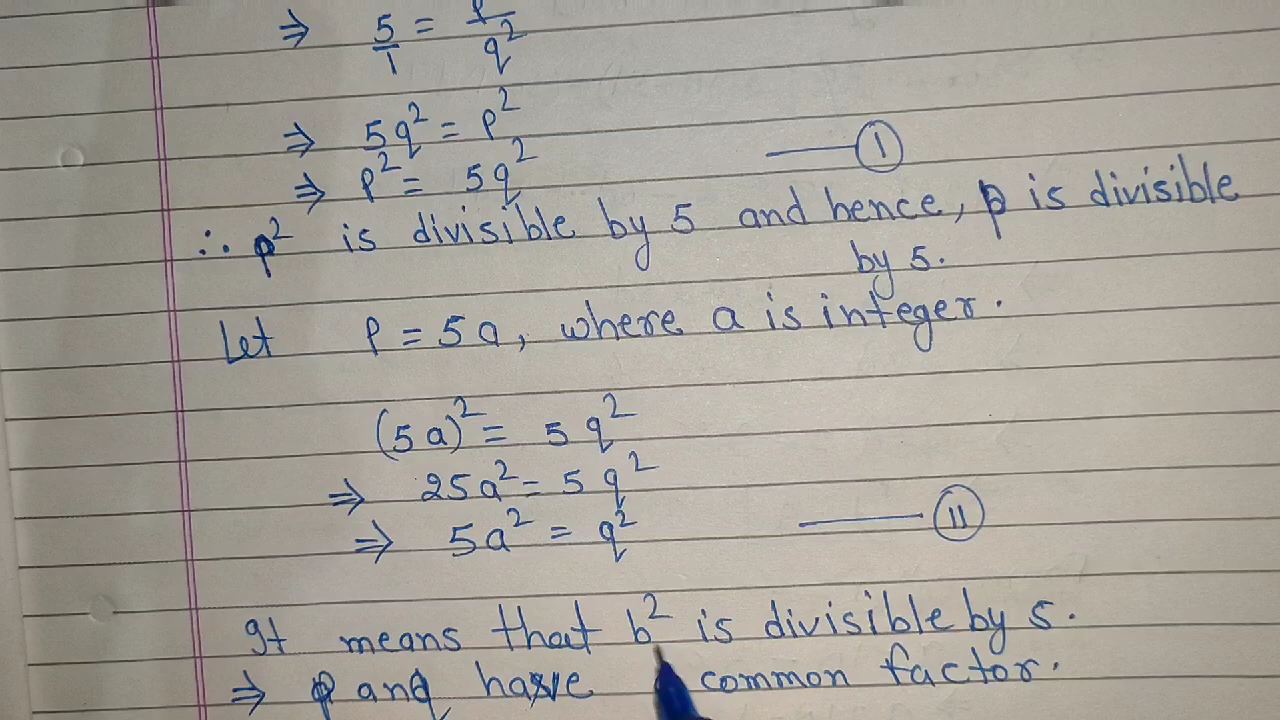 ⇒ 5/1 = p/q²
⇒ 5q² = p²
⇒ p² = 5q² —— Ⓘ
∴ p² is divisible by 5 and hence, p is divisible
by 5.
Let p = 5a, where a is integer.
(5a)² = 5q²
⇒ 25a² = 5q²
⇒ 5a² = q² —— (II)
It means that b² is divisible by 5.
⇒ p and q have common factor.